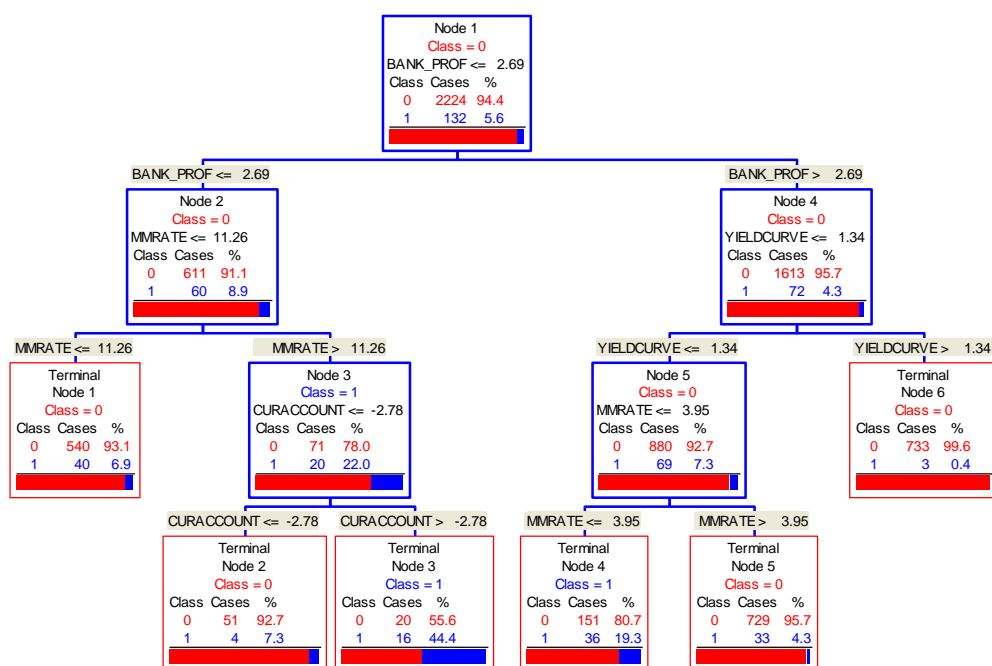 Node 1
Class = 0
BANK_PROF <= 2.69
Class Cases %
0 2224 94.4
1 132 5.6
BANK_PROF <= 2.69
BANK_PROF > 2.69
Node 2
Class = 0
MMRATE <= 11.26
Class Cases %
0 611 91.1
1 60 8.9
Node 4
Class = 0
YIELDCURVE <= 1.34
Class Cases %
0 1613 95.7
1 72 4.3
MMRATE <= 11.26
MMRATE > 11.26
YIELDCURVE <= 1.34
YIELDCURVE > 1.34
Terminal
Node 1
Class = 0
Class Cases %
0 540 93.1
1 40 6.9
Node 3
Class = 1
CURACCOUNT <= -2.78
Class Cases %
0 71 78.0
1 20 22.0
Node 5
Class = 0
MMRATE <= 3.95
Class Cases %
0 880 92.7
1 69 7.3
Terminal
Node 6
Class = 0
Class Cases %
0 733 99.6
1 3 0.4
CURACCOUNT <= -2.78
CURACCOUNT > -2.78
MMRATE <= 3.95
MMRATE > 3.95
Terminal
Node 2
Class = 0
Class Cases %
0 51 92.7
1 4 7.3
Terminal
Node 3
Class = 1
Class Cases %
0 20 55.6
1 16 44.4
Terminal
Node 4
Class = 1
Class Cases %
0 151 80.7
1 36 19.3
Terminal
Node 5
Class = 0
Class Cases %
0 729 95.7
1 33 4.3